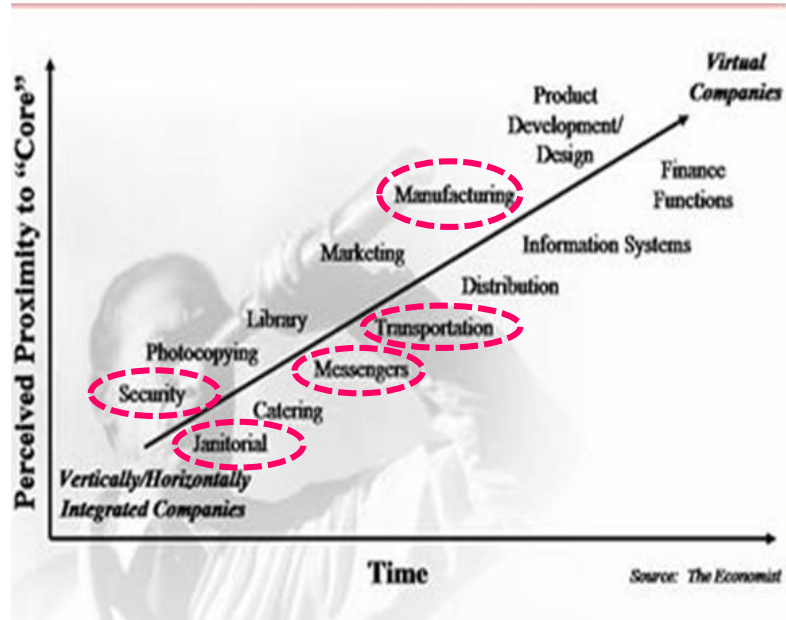 Perceived Proximity to “Core”
Virtual
Companies
Product
Development/
Design
Finance
Functions
Manufacturing
Information Systems
Marketing
Distribution
Library
Transportation
Photocopying
Messengers
Security
Catering
Janitorial
Vertically/Horizontally
Integrated Companies
Time
Source: The Economist